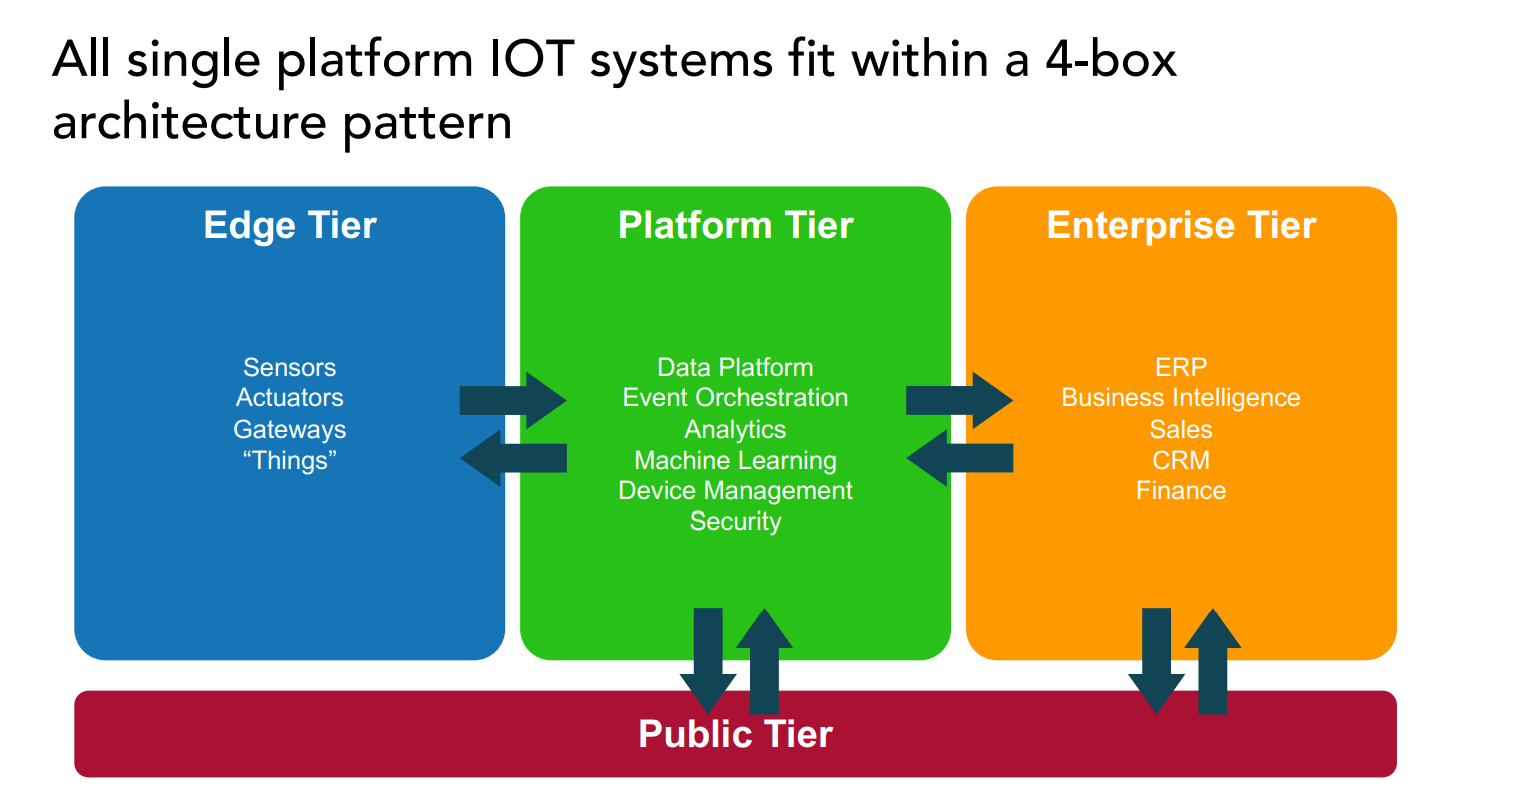 All single platform IOT systems fit within a 4-box
architecture pattern
Edge Tier
Sensors
Actuators
Gateways
“Things”
Platform Tier
Data Platform
Event Orchestration
Analytics
Machine Learning
Device Management
Security
Enterprise Tier
ERP
Business Intelligence
Sales
CRM
Finance
Public Tier